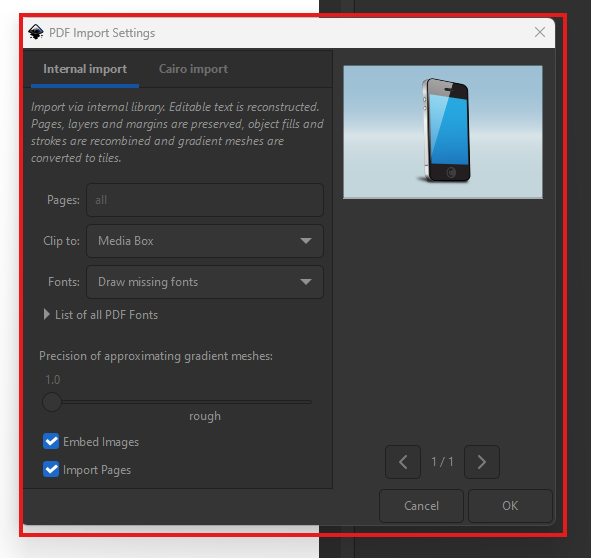 PDF Import Settings
Internal import
Cairo import
Import via internal library. Editable text is reconstructed.
Pages, layers and margins are preserved, object fills and
strokes are recombined and gradient meshes are
converted to tiles.
Pages: all
Clip to: Media Box
Fonts: Draw missing fonts
List of all PDF Fonts
Precision of approximating gradient meshes:
1.0
rough
Embed Images
Import Pages
1 / 1
Cancel
OK